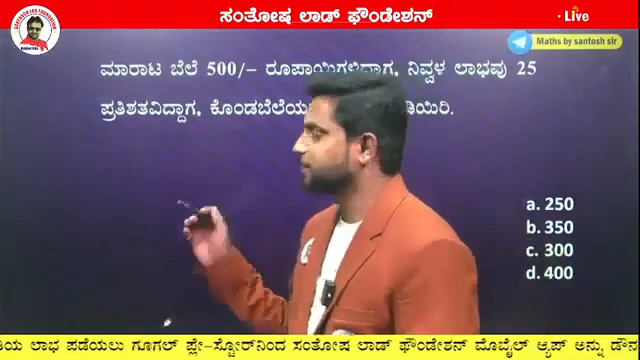 ಸಂತೋಷ ಲಾಡ್ ಫೌಂಡೇಶನ್
Live
Maths by santosh sir
ಮಾರಾಟ ಬೆಲೆ 500/– ರೂಪಾಯಿಗಳಿದ್ದಾಗ, ನಿವ್ವಳ ಲಾಭವು 25
ಪ್ರತಿಶತವಿದ್ದಾಗ,
a. 250
b. 350
c. 300
d. 400
ಲಾಭ ಪಡೆಯಲು ಗೂಗಲ್ ಪ್ಲೇ–ಸ್ಟೋರ್‌ನಿಂದ ಸಂತೋಷ ಲಾಡ್ ಫೌಂಡೇಶನ್ ಮೊಬೈಲ್ ಆ್ಯಪ್ ಅನ್ನು